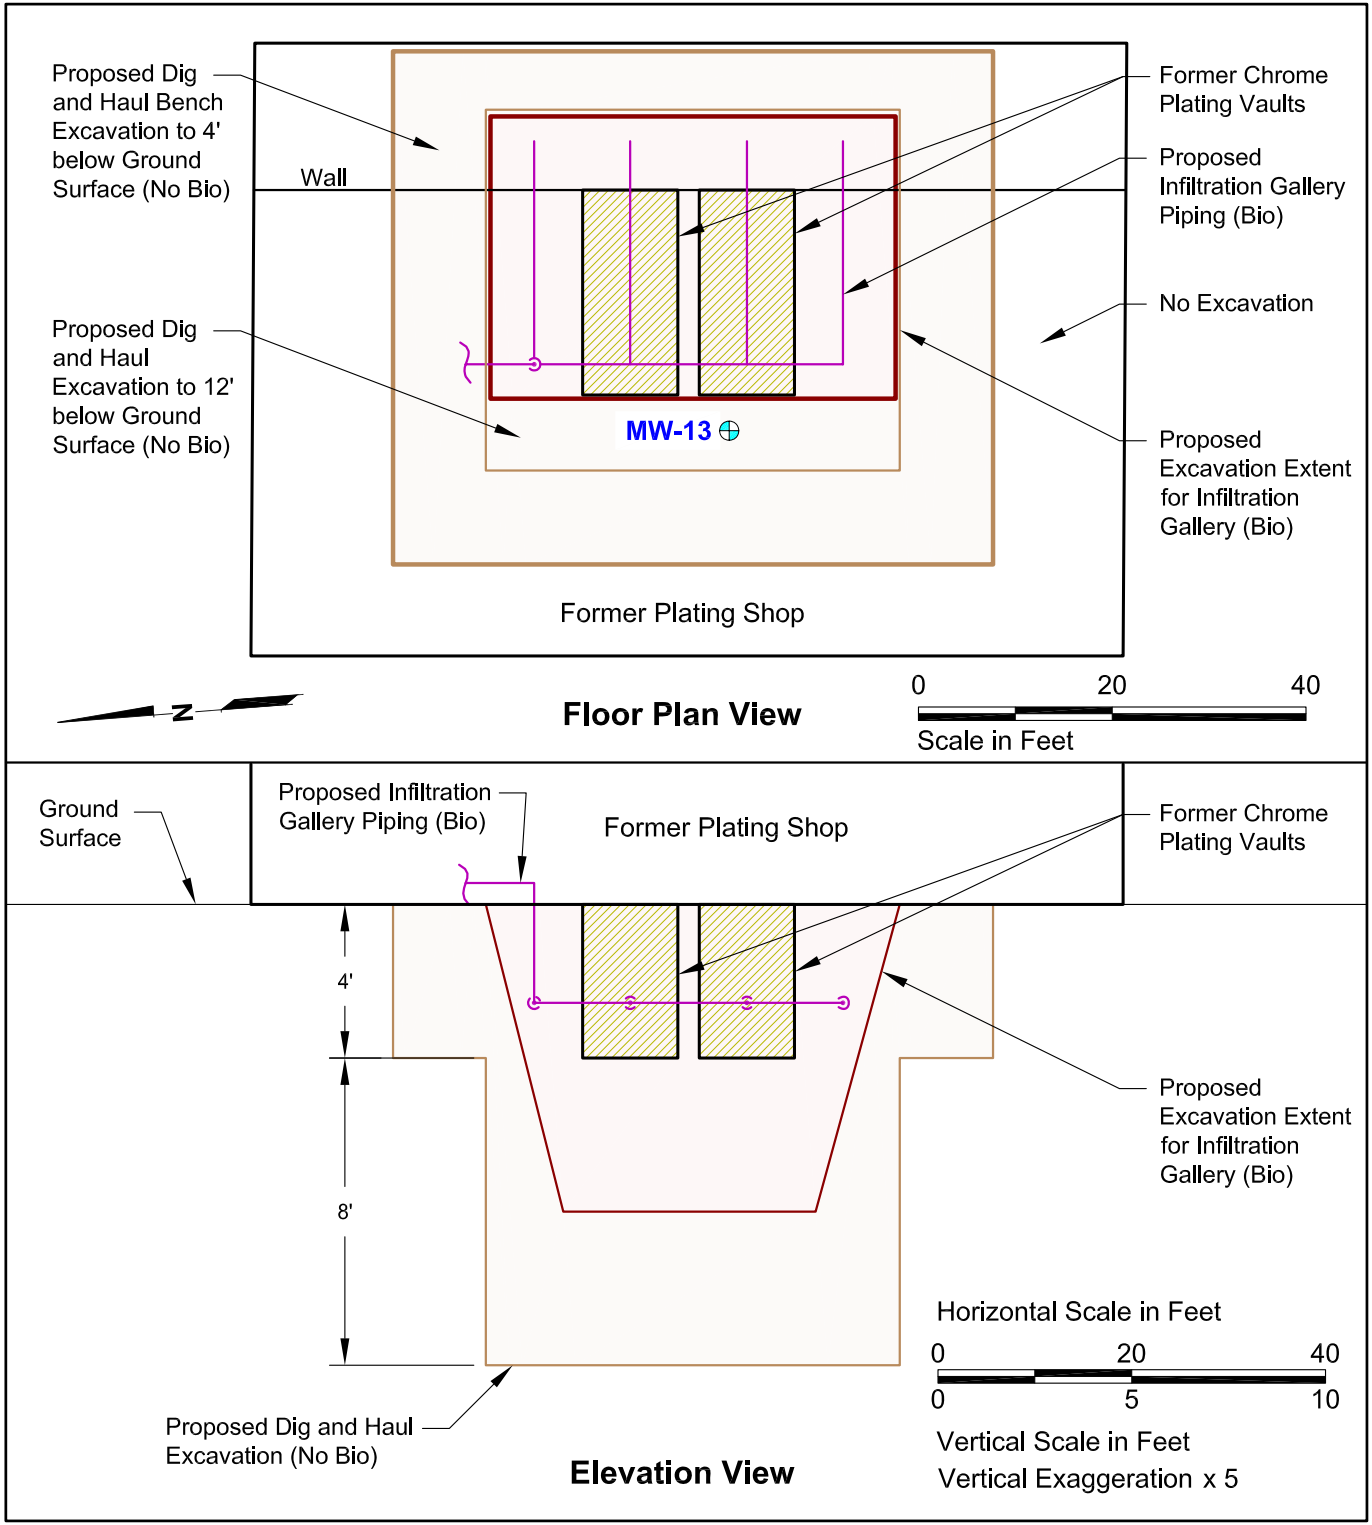 Proposed Dig
and Haul Bench
Excavation to 4'
below Ground
Surface (No Bio)
Wall
Former Chrome
Plating Vaults
Proposed
Infiltration Gallery
Piping (Bio)
No Excavation
Proposed Dig
and Haul
Excavation to 12'
below Ground
Surface (No Bio)
MW-13
Proposed
Excavation Extent
for Infiltration
Gallery (Bio)
Former Plating Shop
N
Floor Plan View
0 20 40
Scale in Feet
Ground
Surface
Proposed Infiltration
Gallery Piping (Bio)
Former Plating Shop
Former Chrome
Plating Vaults
4'
8'
Proposed
Excavation Extent
for Infiltration
Gallery (Bio)
Proposed Dig and Haul
Excavation (No Bio)
Elevation View
Horizontal Scale in Feet
0 20 40
0 5 10
Vertical Scale in Feet
Vertical Exaggeration x 5